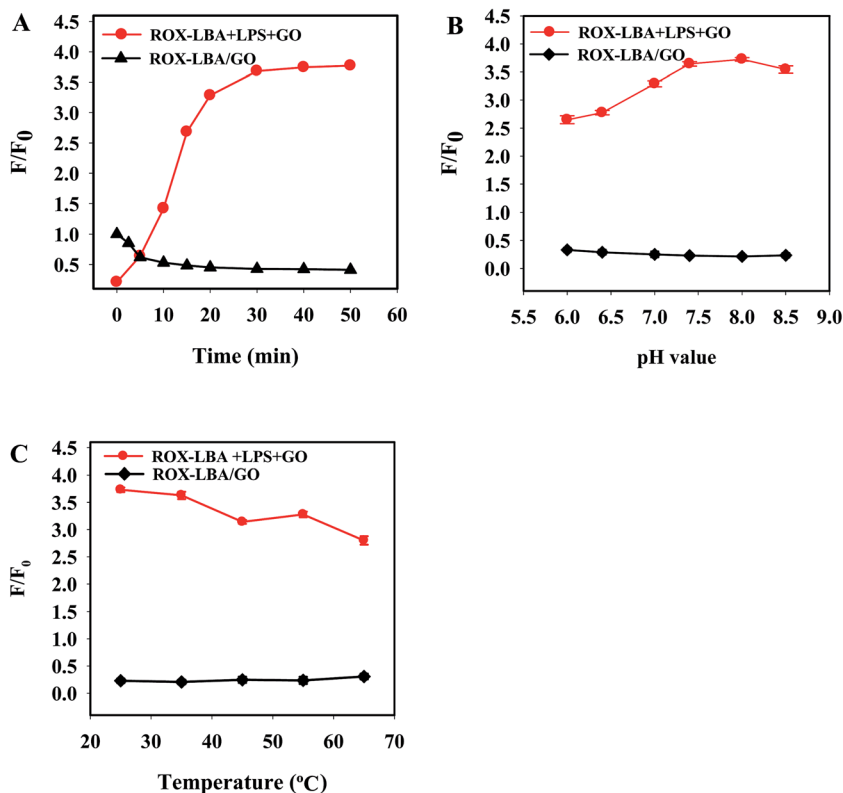 A
ROX-LBA+LPS+GO
ROX-LBA/GO
4.5
4.0
3.5
3.0
2.5
2.0
1.5
1.0
0.5
F/F0
0 10 20 30 40 50 60
Time (min)
B
ROX-LBA+LPS+GO
ROX-LBA/GO
4.5
4.0
3.5
3.0
2.5
2.0
1.5
1.0
0.5
0.0
F/F0
5.5 6.0 6.5 7.0 7.5 8.0 8.5 9.0
pH value
C
ROX-LBA +LPS+GO
ROX-LBA/GO
4.5
4.0
3.5
3.0
2.5
2.0
1.5
1.0
0.5
0.0
F/F0
20 30 40 50 60 70
Temperature (°C)